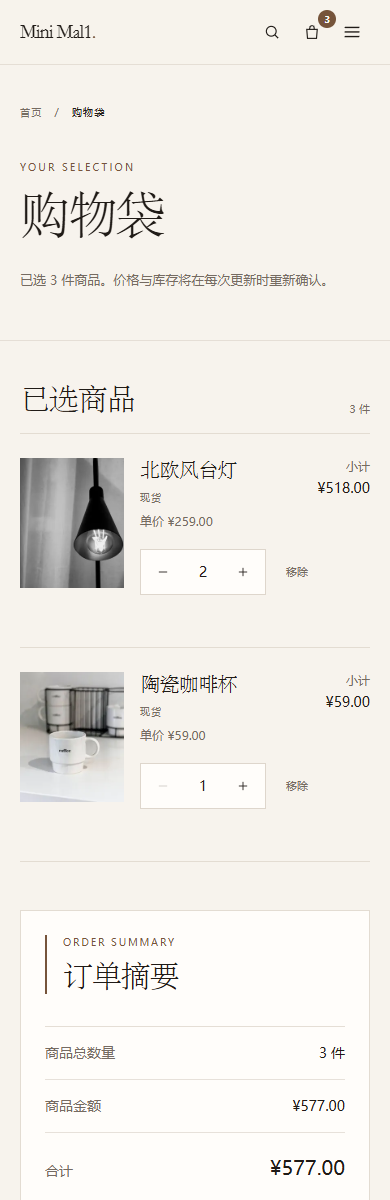 Mini Mal1.
3
首页 / 购物袋
YOUR SELECTION
购物袋
已选 3 件商品。价格与库存将在每次更新时重新确认。
已选商品
3 件
北欧风台灯
小计
现货
¥518.00
单价 ¥259.00
− 2 + 移除
陶瓷咖啡杯
小计
现货
¥59.00
单价 ¥59.00
coffee
− 1 + 移除
ORDER SUMMARY
订单摘要
商品总数量 3 件
商品金额 ¥577.00
合计 ¥577.00